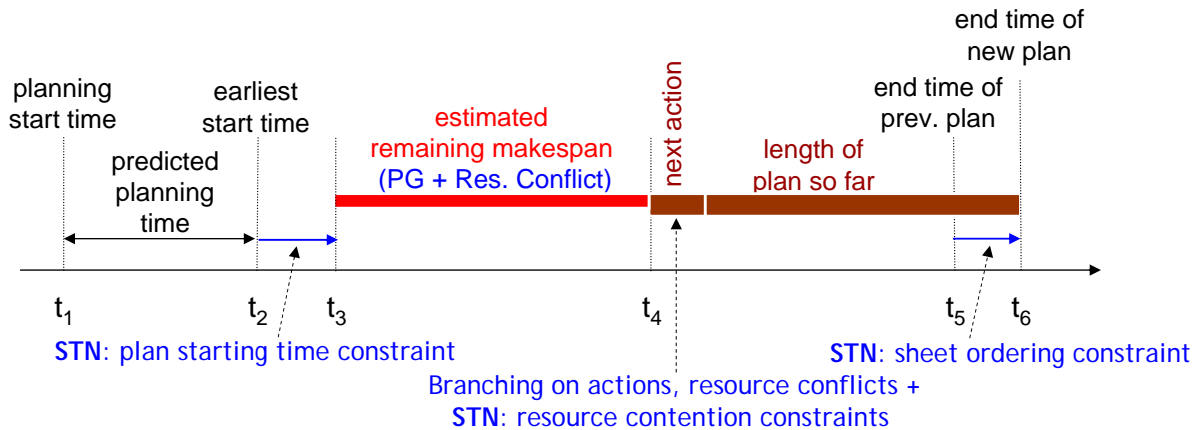 planning
start time
predicted
planning
time
earliest
start time
estimated
remaining makespan
(PG + Res. Conflict)
next action
length of
plan so far
end time of
prev. plan
end time of
new plan
t1
t2
t3
t4
t5
t6
STN: plan starting time constraint
Branching on actions, resource conflicts +
STN: resource contention constraints
STN: sheet ordering constraint